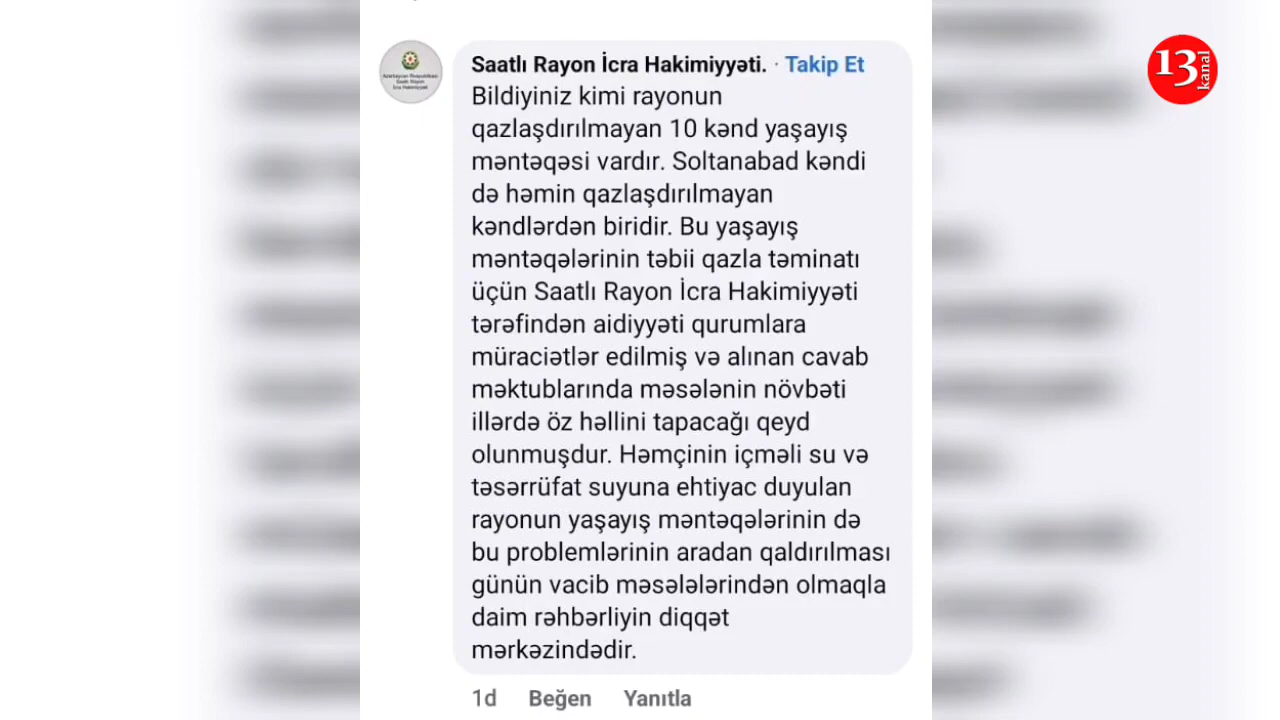 Saatlı Rayon İcra Hakimiyyəti. · Takip Et
Bildiyiniz kimi rayonun
qazlaşdırılmayan 10 kənd yaşayış
məntəqəsi vardır. Soltanabad kəndi
də həmin qazlaşdırılmayan
kəndlərdən biridir. Bu yaşayış
məntəqələrinin təbii qazla təminatı
üçün Saatlı Rayon İcra Hakimiyyəti
tərəfindən aidiyyəti qurumlara
müraciətlər edilmiş və alınan cavab
məktublarında məsələnin növbəti
illərdə öz həllini tapacağı qeyd
olunmuşdur. Həmçinin içməli su və
təsərrüfat suyuna ehtiyac duyulan
rayonun yaşayış məntəqələrinin də
bu problemlərinin aradan qaldırılması
günün vacib məsələlərindən olmaqla
daim rəhbərliyin diqqət
mərkəzindədir.
1d Beğen Yanıtla
13 kanal